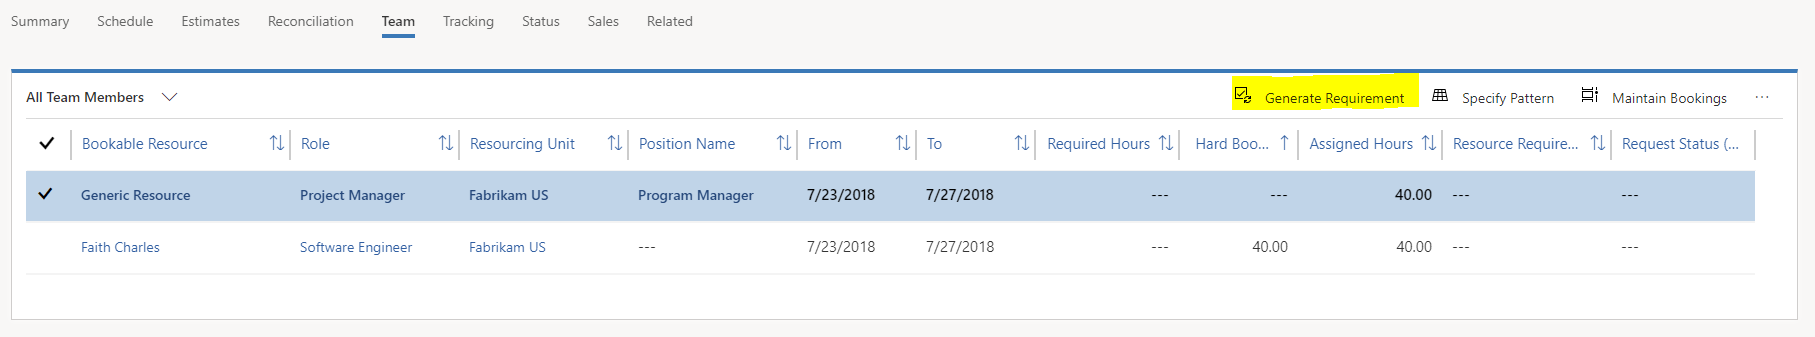 Summary Schedule Estimates Reconciliation Team Tracking Status Sales Related
All Team Members Generate Requirement Specify Pattern Maintain Bookings ...
Bookable Resource Role Resourcing Unit Position Name From To Required Hours Hard Boo... Assigned Hours Resource Require... Request Status (...
Generic Resource Project Manager Fabrikam US Program Manager 7/23/2018 7/27/2018 --- --- 40.00 --- ---
Faith Charles Software Engineer Fabrikam US --- 7/23/2018 7/27/2018 --- 40.00 40.00 --- ---